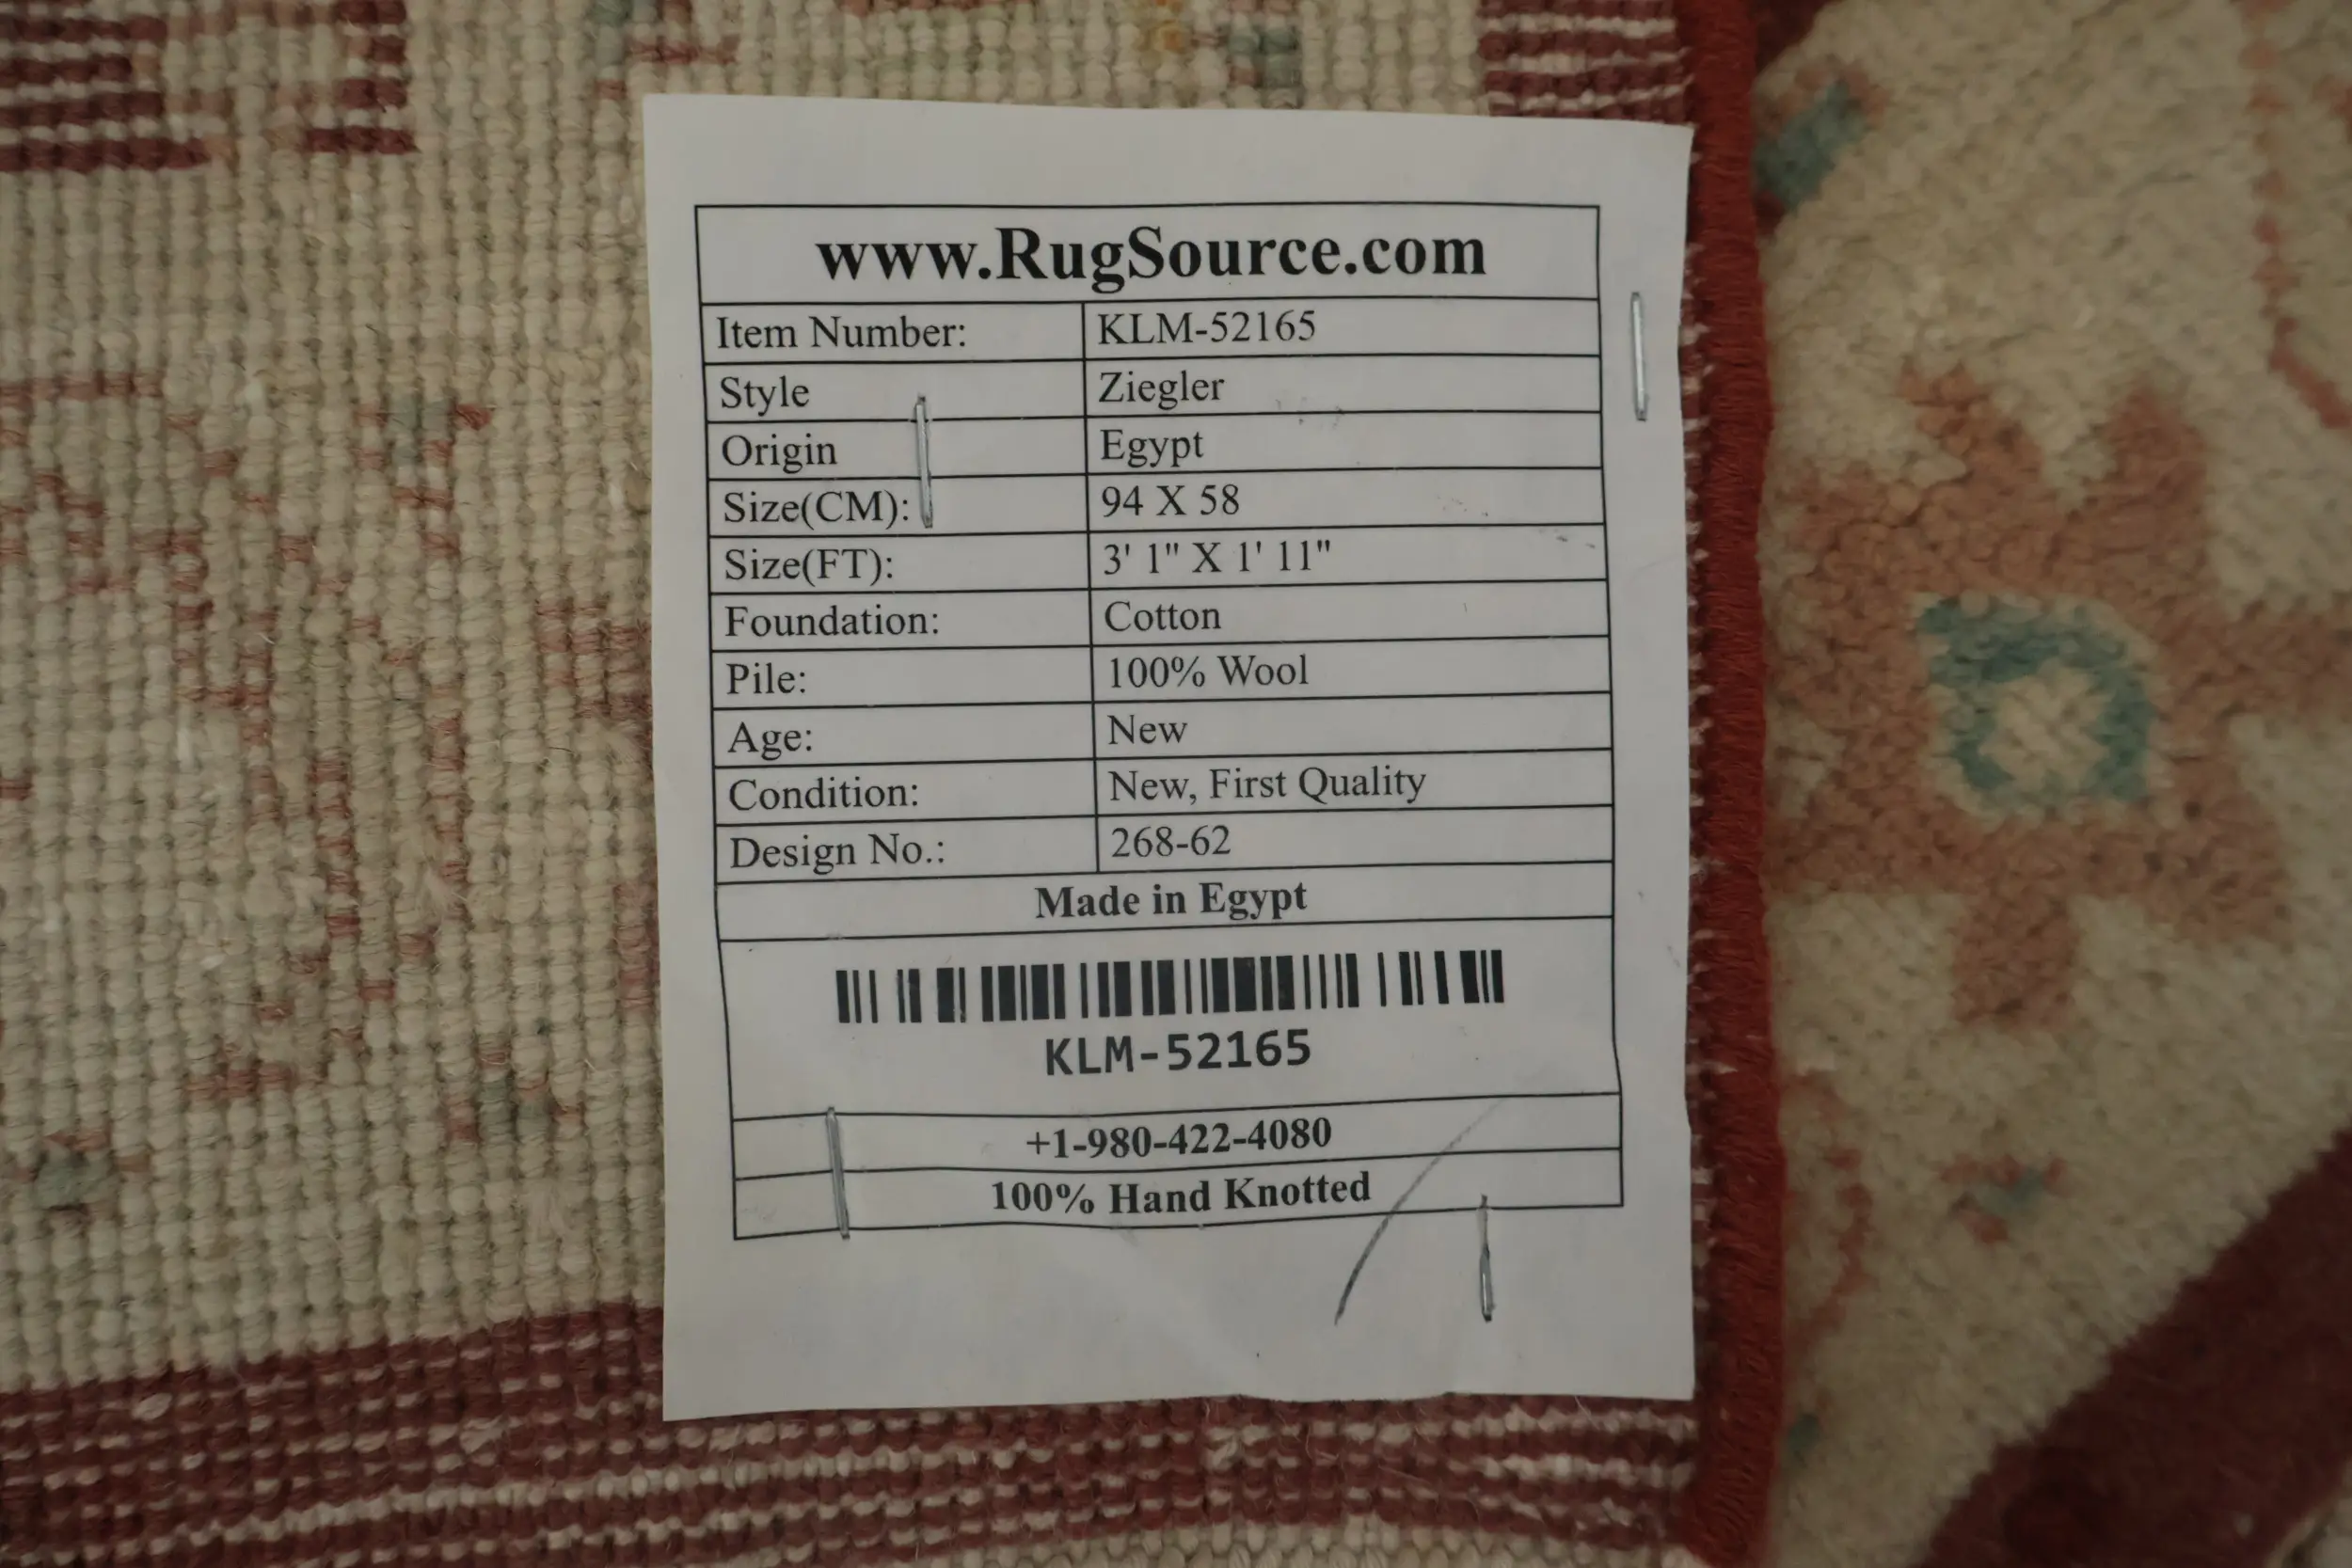 www.RugSource.com
Item Number: KLM-52165
Style Ziegler
Origin Egypt
Size(CM): 94 X 58
Size(FT): 3' 1" X 1' 11"
Foundation: Cotton
Pile: 100% Wool
Age: New
Condition: New, First Quality
Design No.: 268-62
Made in Egypt
KLM-52165
+1-980-422-4080
100% Hand Knotted